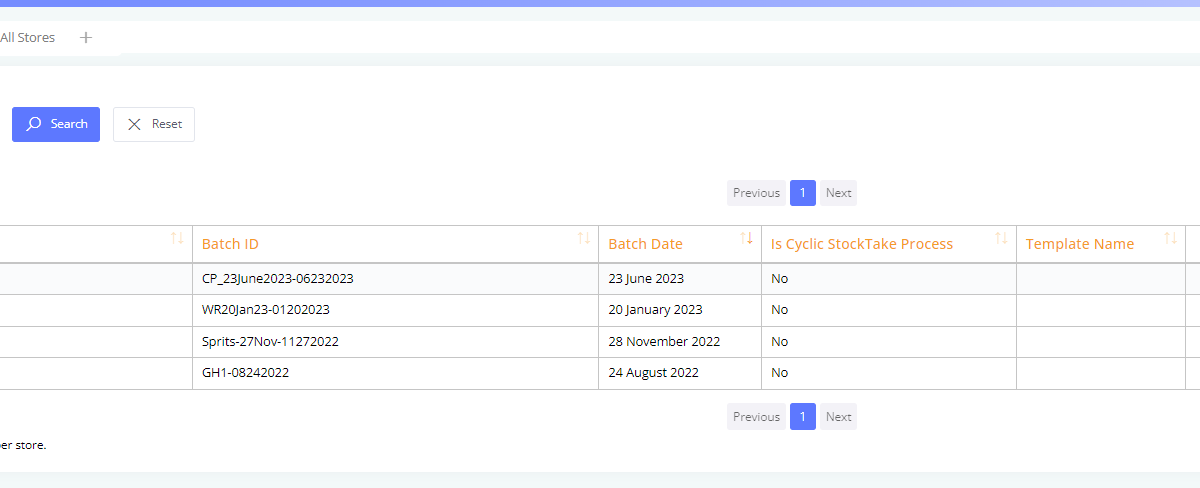 All Stores +
Search Reset
Previous 1 Next
Batch ID Batch Date Is Cyclic StockTake Process Template Name
CP_23June2023-06232023 23 June 2023 No
WR20Jan23-01202023 20 January 2023 No
Sprits-27Nov-11272022 28 November 2022 No
GH1-08242022 24 August 2022 No
Previous 1 Next
er store.